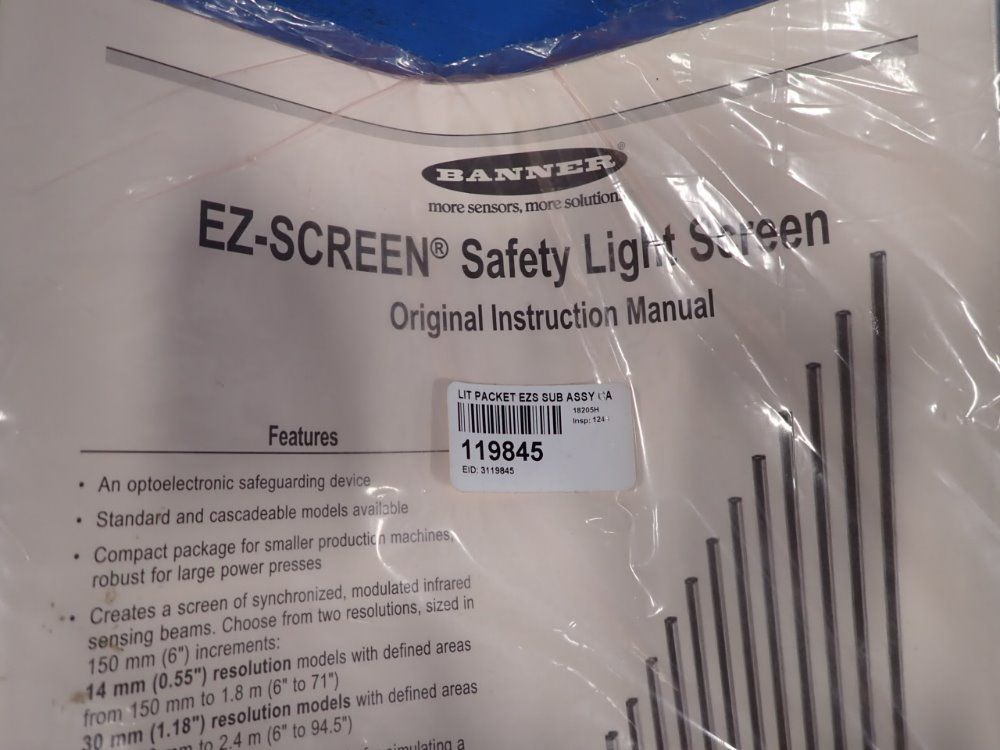 BANNER®
more sensors, more solutions
EZ-SCREEN® Safety Light Screen
Original Instruction Manual
LIT PACKET EZS SUB ASSY CA
18205H
Insp: 124
119845
EID: 3119845
Features
• An optoelectronic safeguarding device
• Standard and cascadeable models available
• Compact package for smaller production machines,
robust for large power presses
• Creates a screen of synchronized, modulated infrared
sensing beams. Choose from two resolutions, sized in
150 mm (6") increments:
14 mm (0.55") resolution models with defined areas
from 150 mm to 1.8 m (6" to 71")
30 mm (1.18") resolution models with defined areas
mm to 2.4 m (6" to 94.5")
simulating a